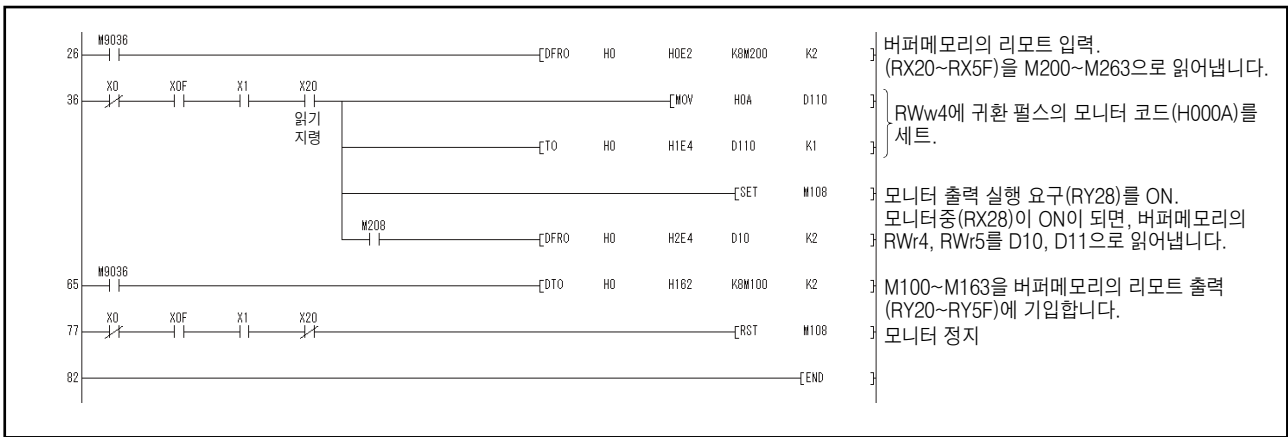 M9036
26 DFRO H0 H0E2 K8M200 K2
버퍼메모리의 리모트 입력.
(RX20~RX5F)을 M200~M263으로 읽어냅니다.
X0 X0F X1 X20
36 MOV H0A D110
읽기
지령
RWw4에 귀환 펄스의 모니터 코드(H000A)를
세트.
TO H0 H1E4 D110 K1
SET M108
모니터 출력 실행 요구(RY28)를 ON.
모니터중(RX28)이 ON이 되면, 버퍼메모리의
M208
DFRO H0 H2E4 D10 K2
RWr4, RWr5를 D10, D11으로 읽어냅니다.
M9036
65 DTO H0 H162 K8M100 K2
M100~M163을 버퍼메모리의 리모트 출력
(RY20~RY5F)에 기입합니다.
X0 X0F X1 X20
77 RST M108
모니터 정지
82 END